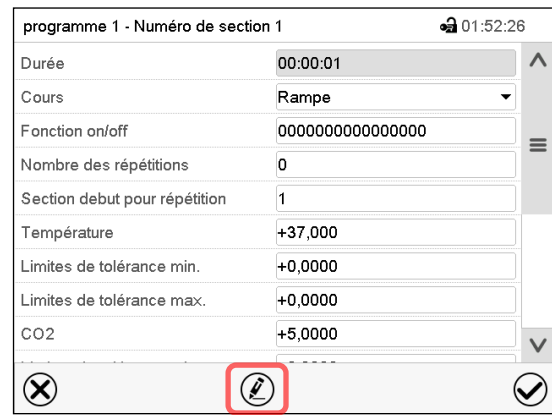 programme 1 - Numéro de section 1 01:52:26
Durée 00:00:01
Cours Rampe
Fonction on/off 0000000000000000
Nombre des répétitions 0
Section debut pour répétition 1
Température +37,000
Limites de tolérance min. +0,0000
Limites de tolérance max. +0,0000
CO2 +5,0000